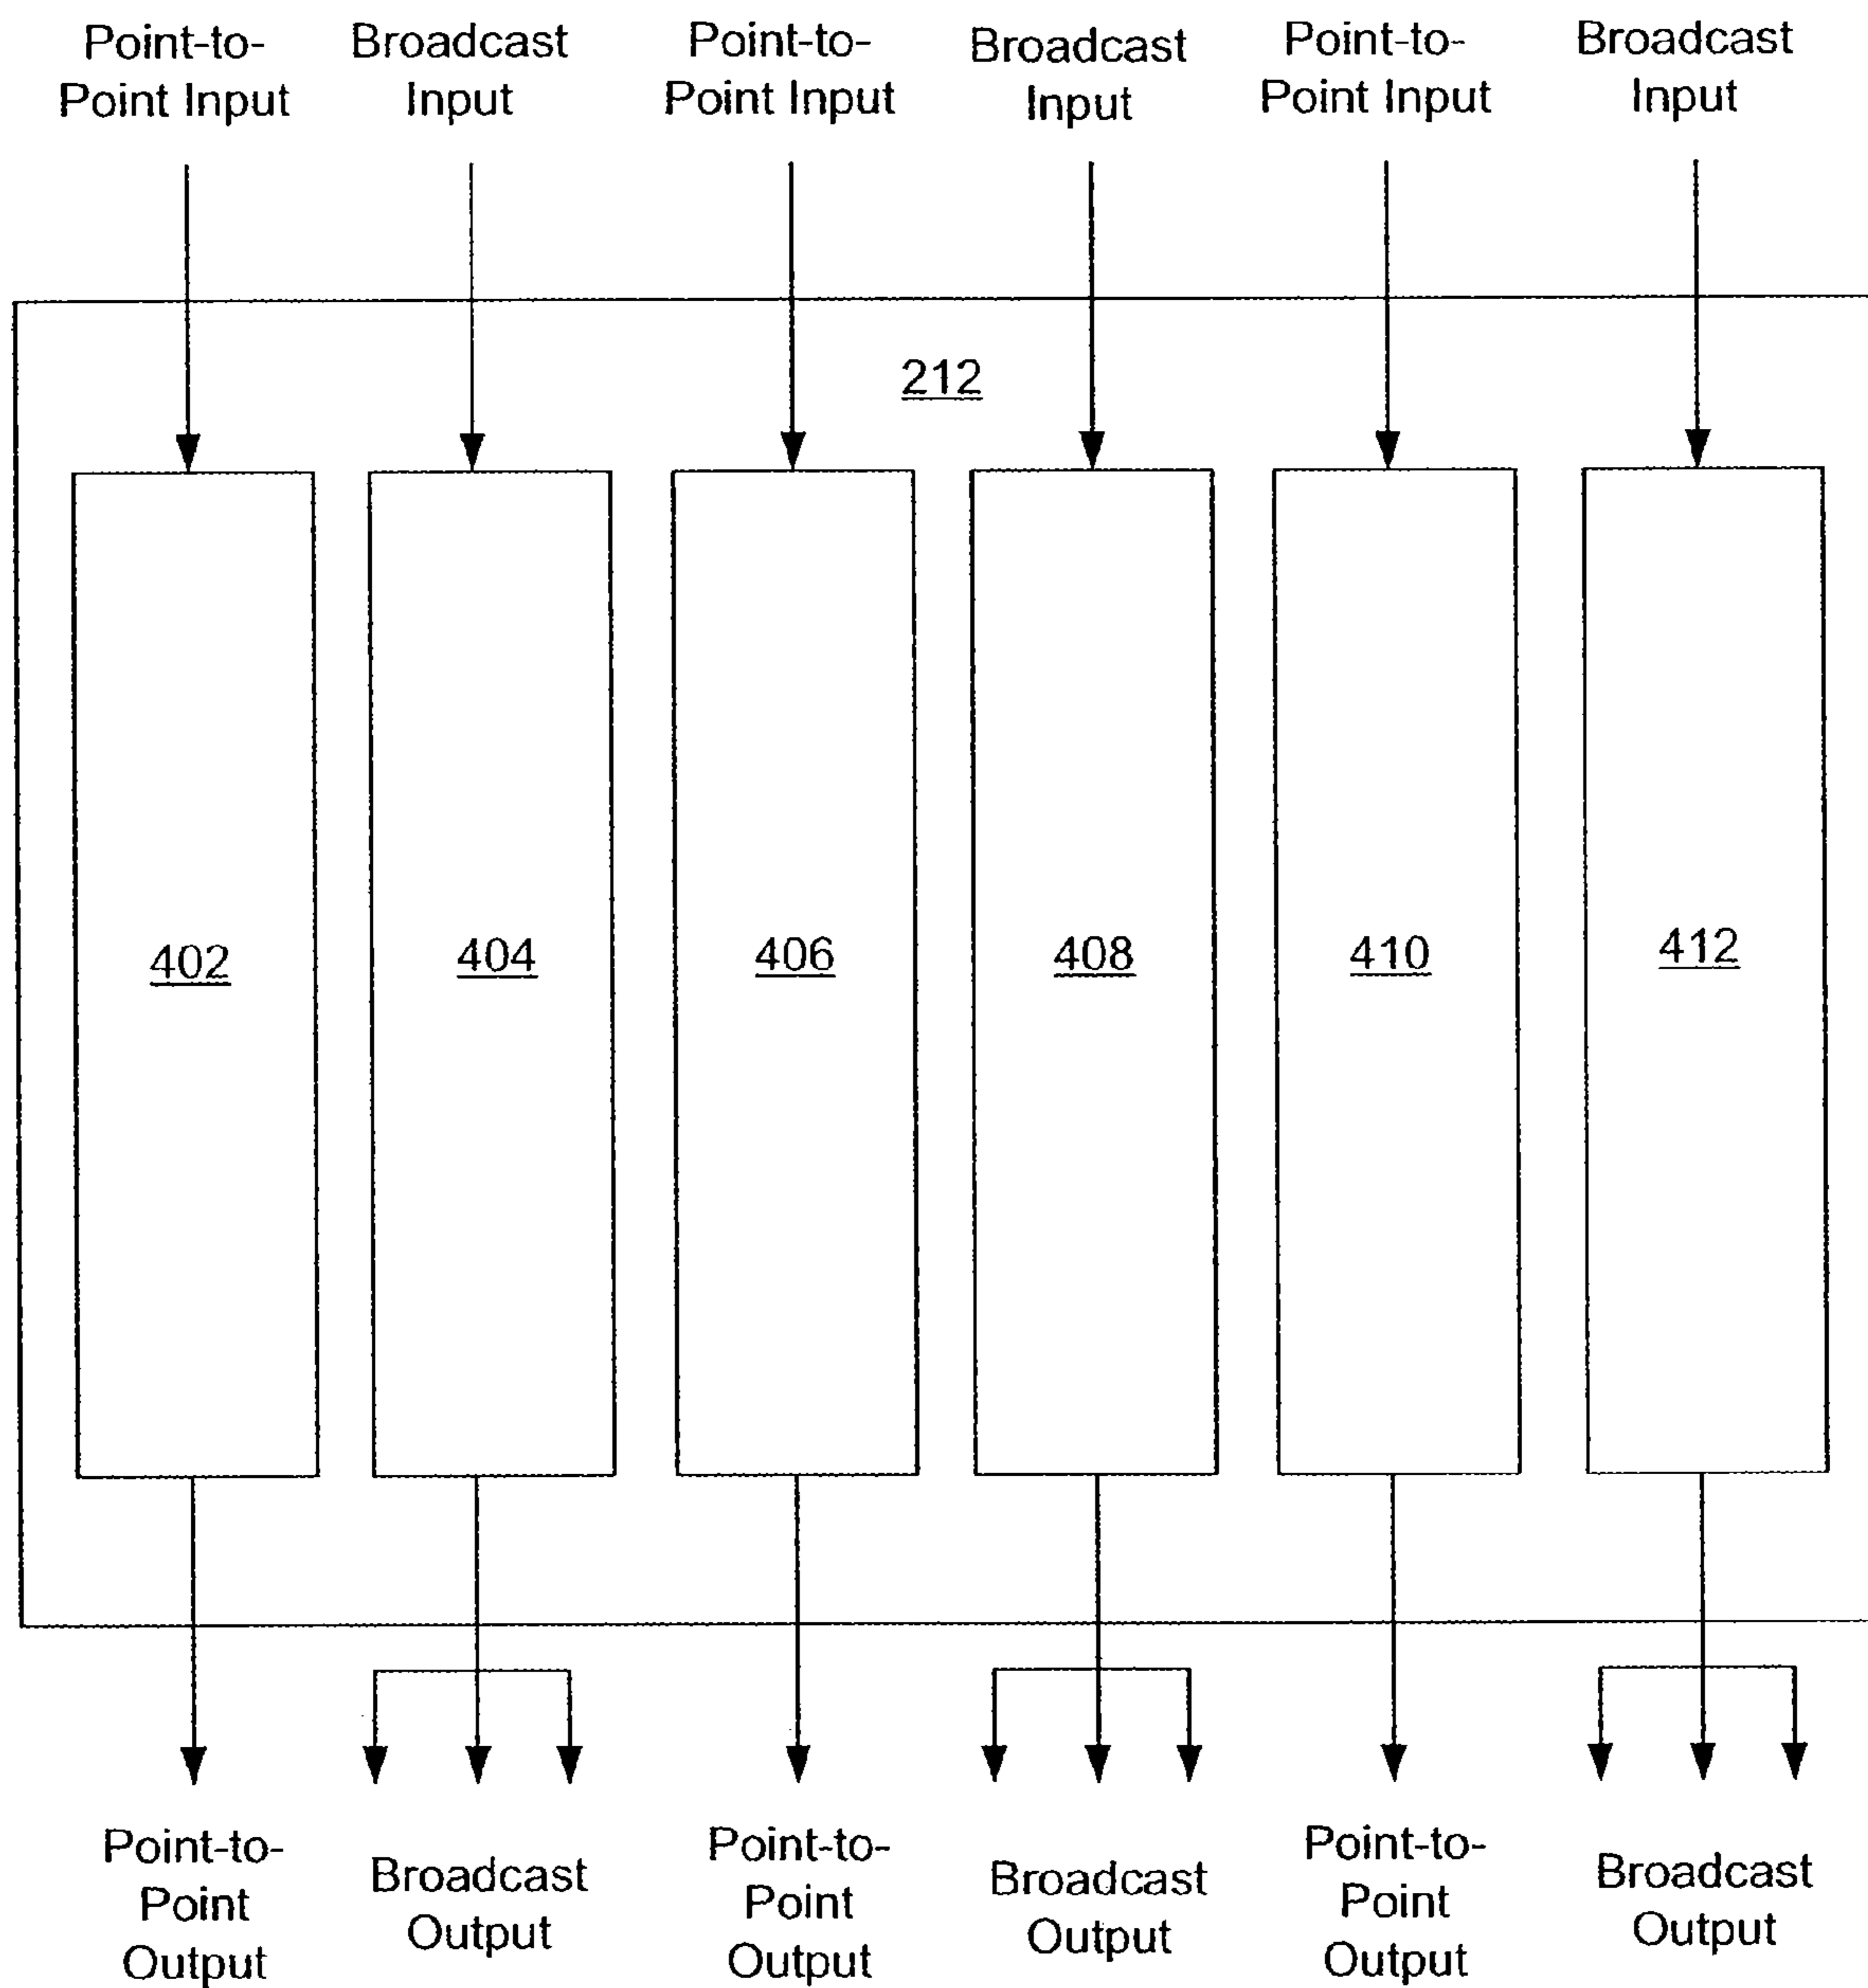 Point-to-
Point Input
Broadcast
Input
Point-to-
Point Input
Broadcast
Input
Point-to-
Point Input
Broadcast
Input
212
402
404
406
408
410
412
Point-to-
Point
Output
Broadcast
Output
Point-to-
Point
Output
Broadcast
Output
Point-to-
Point
Output
Broadcast
Output